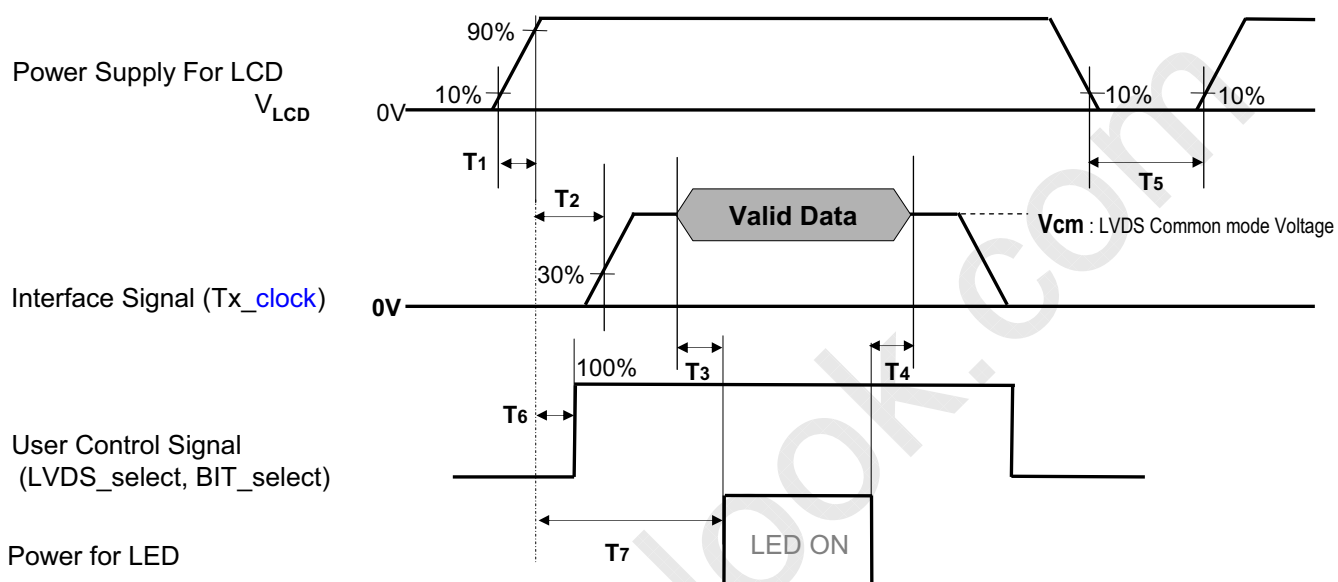 90%
Power Supply For LCD
VLCD
10%
0V
10%
10%
T1
T2
T5
Valid Data
Vcm : LVDS Common mode Voltage
30%
Interface Signal (Tx_clock)
0V
T3
T4
100%
T6
User Control Signal
(LVDS_select, BIT_select)
T7
LED ON
Power for LED
look.com